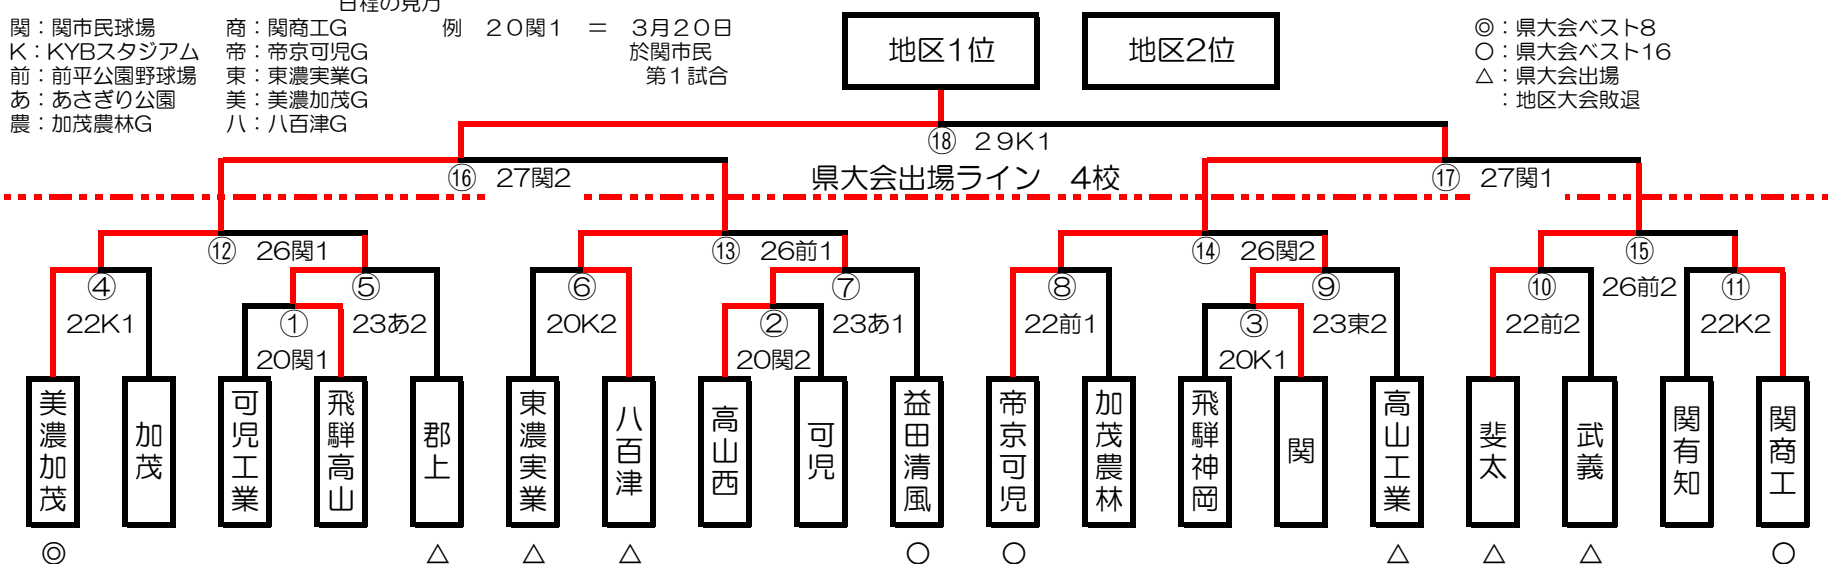 日程の見方
関：関市民球場　商：関商工G　例　20関1　＝　3月20日
K：KYBスタジアム　帝：帝京可児G　於関市民
前：前平公園野球場　東：東濃実業G　第1試合
あ：あさぎり公園　美：美濃加茂G
農：加茂農林G　八：八百津G
地区1位　地区2位
◎：県大会ベスト8
○：県大会ベスト16
△：県大会出場
：地区大会敗退
⑱ 29K1
⑯ 27関2　県大会出場ライン　4校　⑰ 27関1
⑫ 26関1　⑬ 26前1　⑭ 26関2　⑮ 26前2
④ 22K1　⑤ 23あ2　⑥ 20K2　⑦ 23あ1　⑧ 22前1　⑨ 23東2　⑩ 22前2　⑪ 22K2
① 20関1　② 20関2　③ 20K1
美濃加茂
加茂
可児工業
飛騨高山
郡上
東濃実業
八百津
高山西
可児
益田清風
帝京可児
加茂農林
飛騨神岡
関
高山工業
斐太
武義
関有知
関商工
◎　△　△　△　○　○　△　△　△　○